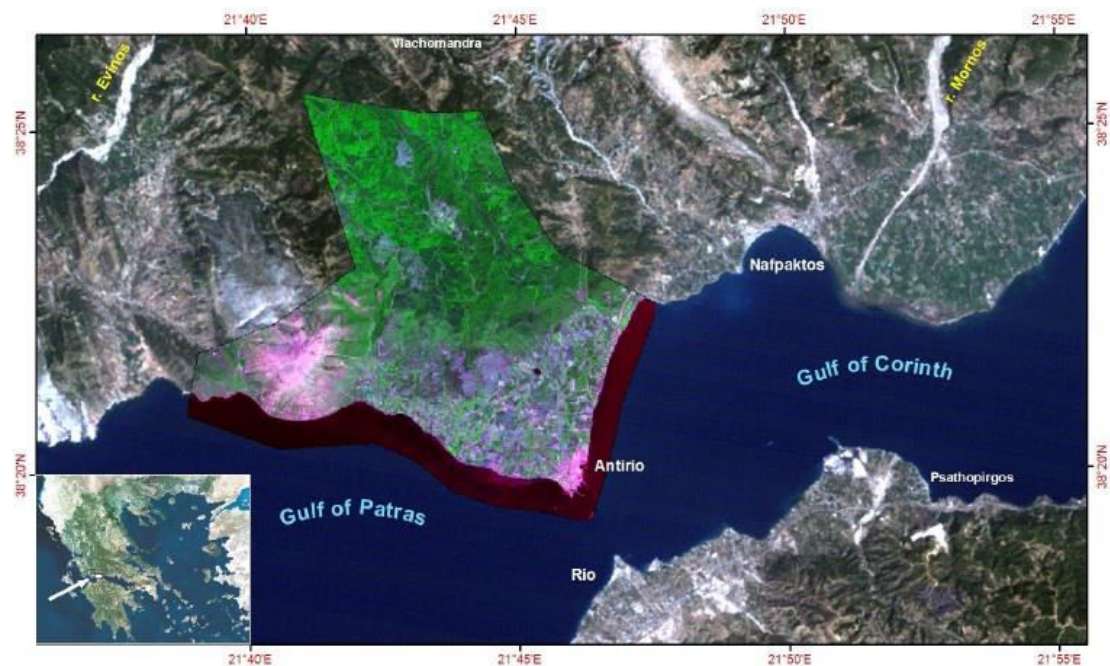 21°40'E 21°45'E 21°50'E 21°55'E
Vlachomandra
r. Evinos
r. Mornos
38°25'N
38°25'N
Nafpaktos
Gulf of Corinth
Antirio
38°20'N
38°20'N
Psathopirgos
Gulf of Patras
Rio
21°40'E 21°45'E 21°50'E 21°55'E